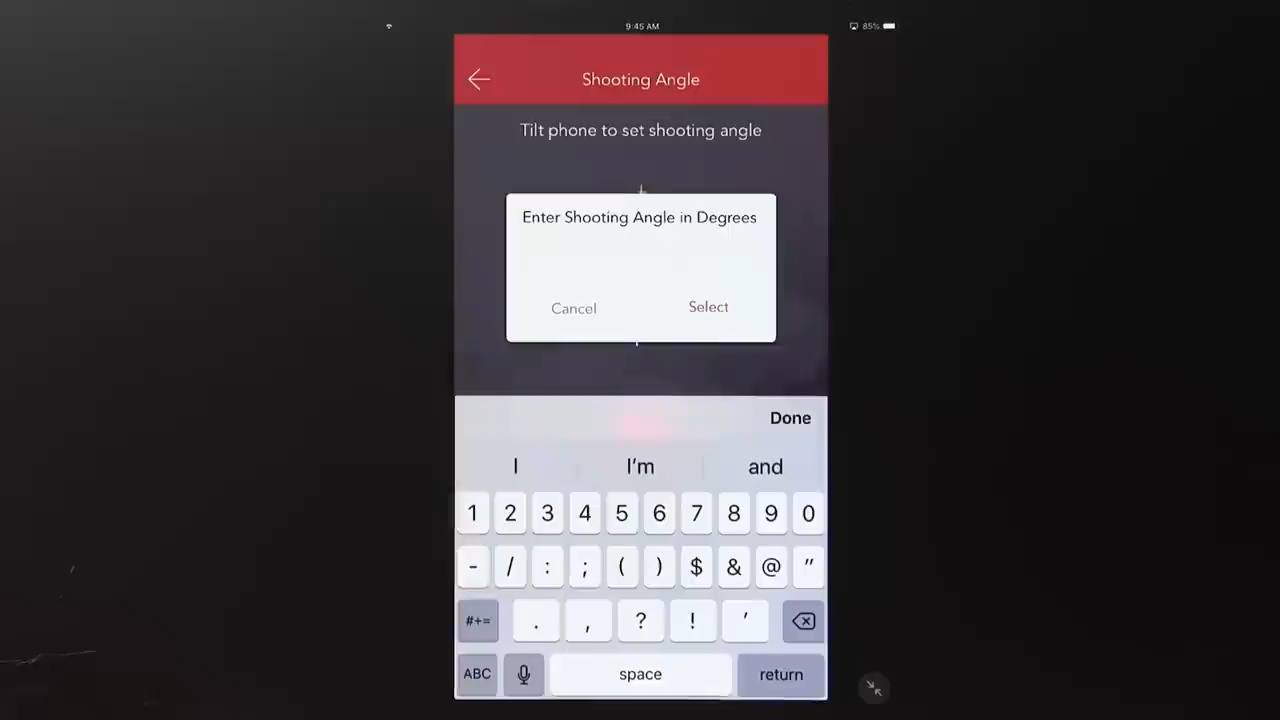 9:45 AM
85%
Shooting Angle
Tilt phone to set shooting angle
Enter Shooting Angle in Degrees
Cancel
Select
Done
I
I'm
and
1 2 3 4 5 6 7 8 9 0
- / : ; ( ) $ & @ "
#+= . , ? ! '
ABC space return